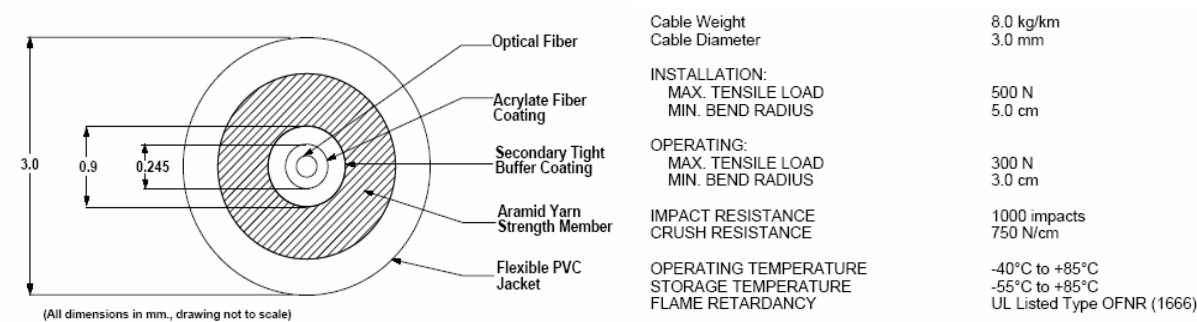 Optical Fiber
Acrylate Fiber
Coating
Secondary Tight
Buffer Coating
Aramid Yarn
Strength Member
Flexible PVC
Jacket
3.0
0.9
0.245
(All dimensions in mm., drawing not to scale)
Cable Weight 8.0 kg/km
Cable Diameter 3.0 mm
INSTALLATION:
MAX. TENSILE LOAD 500 N
MIN. BEND RADIUS 5.0 cm
OPERATING:
MAX. TENSILE LOAD 300 N
MIN. BEND RADIUS 3.0 cm
IMPACT RESISTANCE 1000 impacts
CRUSH RESISTANCE 750 N/cm
OPERATING TEMPERATURE -40°C to +85°C
STORAGE TEMPERATURE -55°C to +85°C
FLAME RETARDANCY UL Listed Type OFNR (1666)